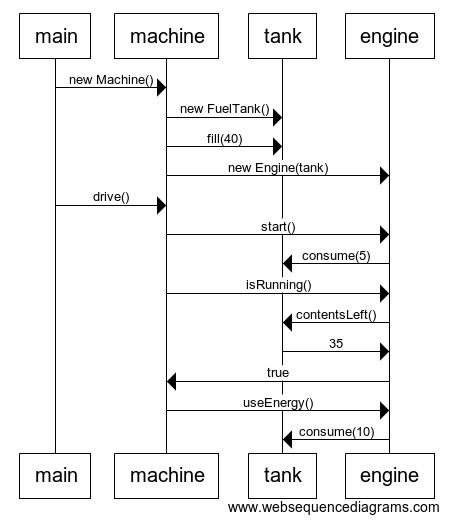 main machine tank engine
new Machine()
new FuelTank()
fill(40)
new Engine(tank)
drive()
start()
consume(5)
isRunning()
contentsLeft()
35
true
useEnergy()
consume(10)
main machine tank engine
www.websequencediagrams.com